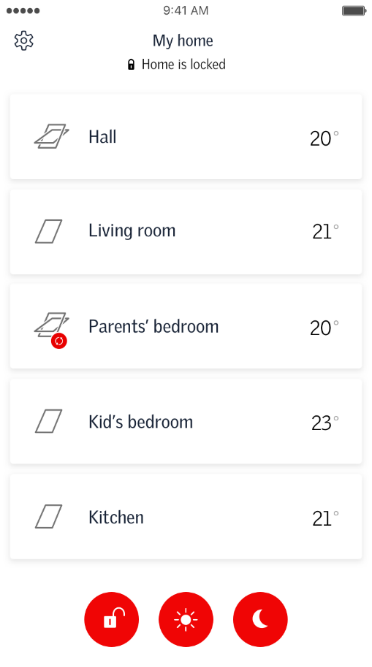 9:41 AM
My home
Home is locked
Hall 20°
Living room 21°
Parents' bedroom 20°
Kid's bedroom 23°
Kitchen 21°